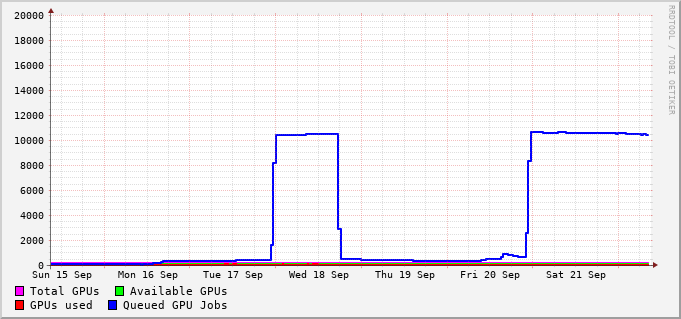 20000
18000
16000
14000
12000
10000
8000
6000
4000
2000
0
Sun 15 Sep Mon 16 Sep Tue 17 Sep Wed 18 Sep Thu 19 Sep Fri 20 Sep Sat 21 Sep
Total GPUs Available GPUs
GPUs used Queued GPU Jobs
RRDTOOL / TOBI OETIKER